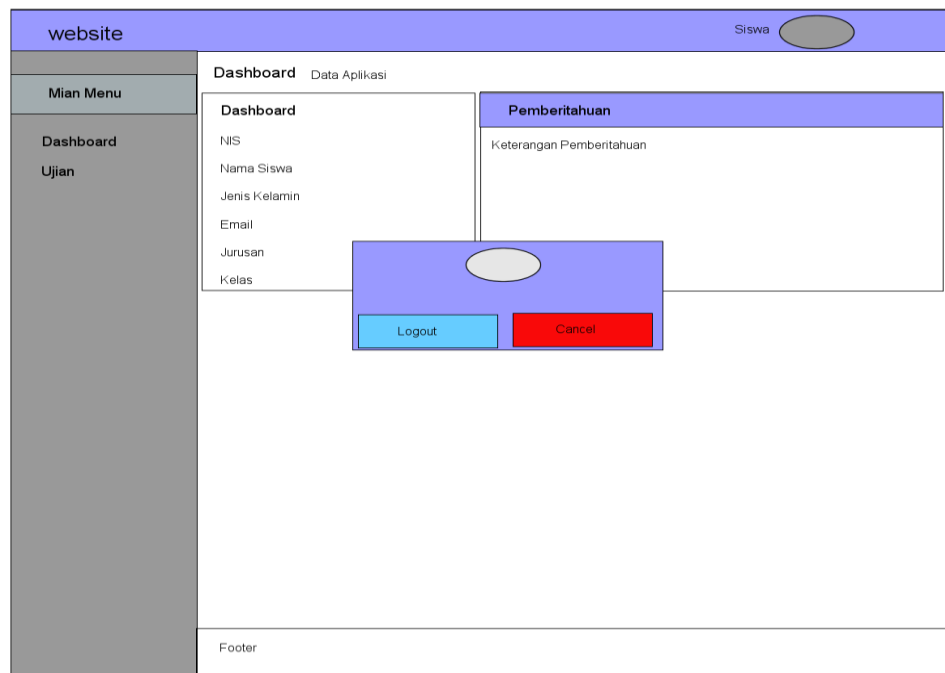 website
Siswa
Mian Menu
Dashboard
Ujian
Dashboard Data Aplikasi
Dashboard
NIS
Nama Siswa
Jenis Kelamin
Email
Jurusan
Kelas
Pemberitahuan
Keterangan Pemberitahuan
Logout
Cancel
Footer